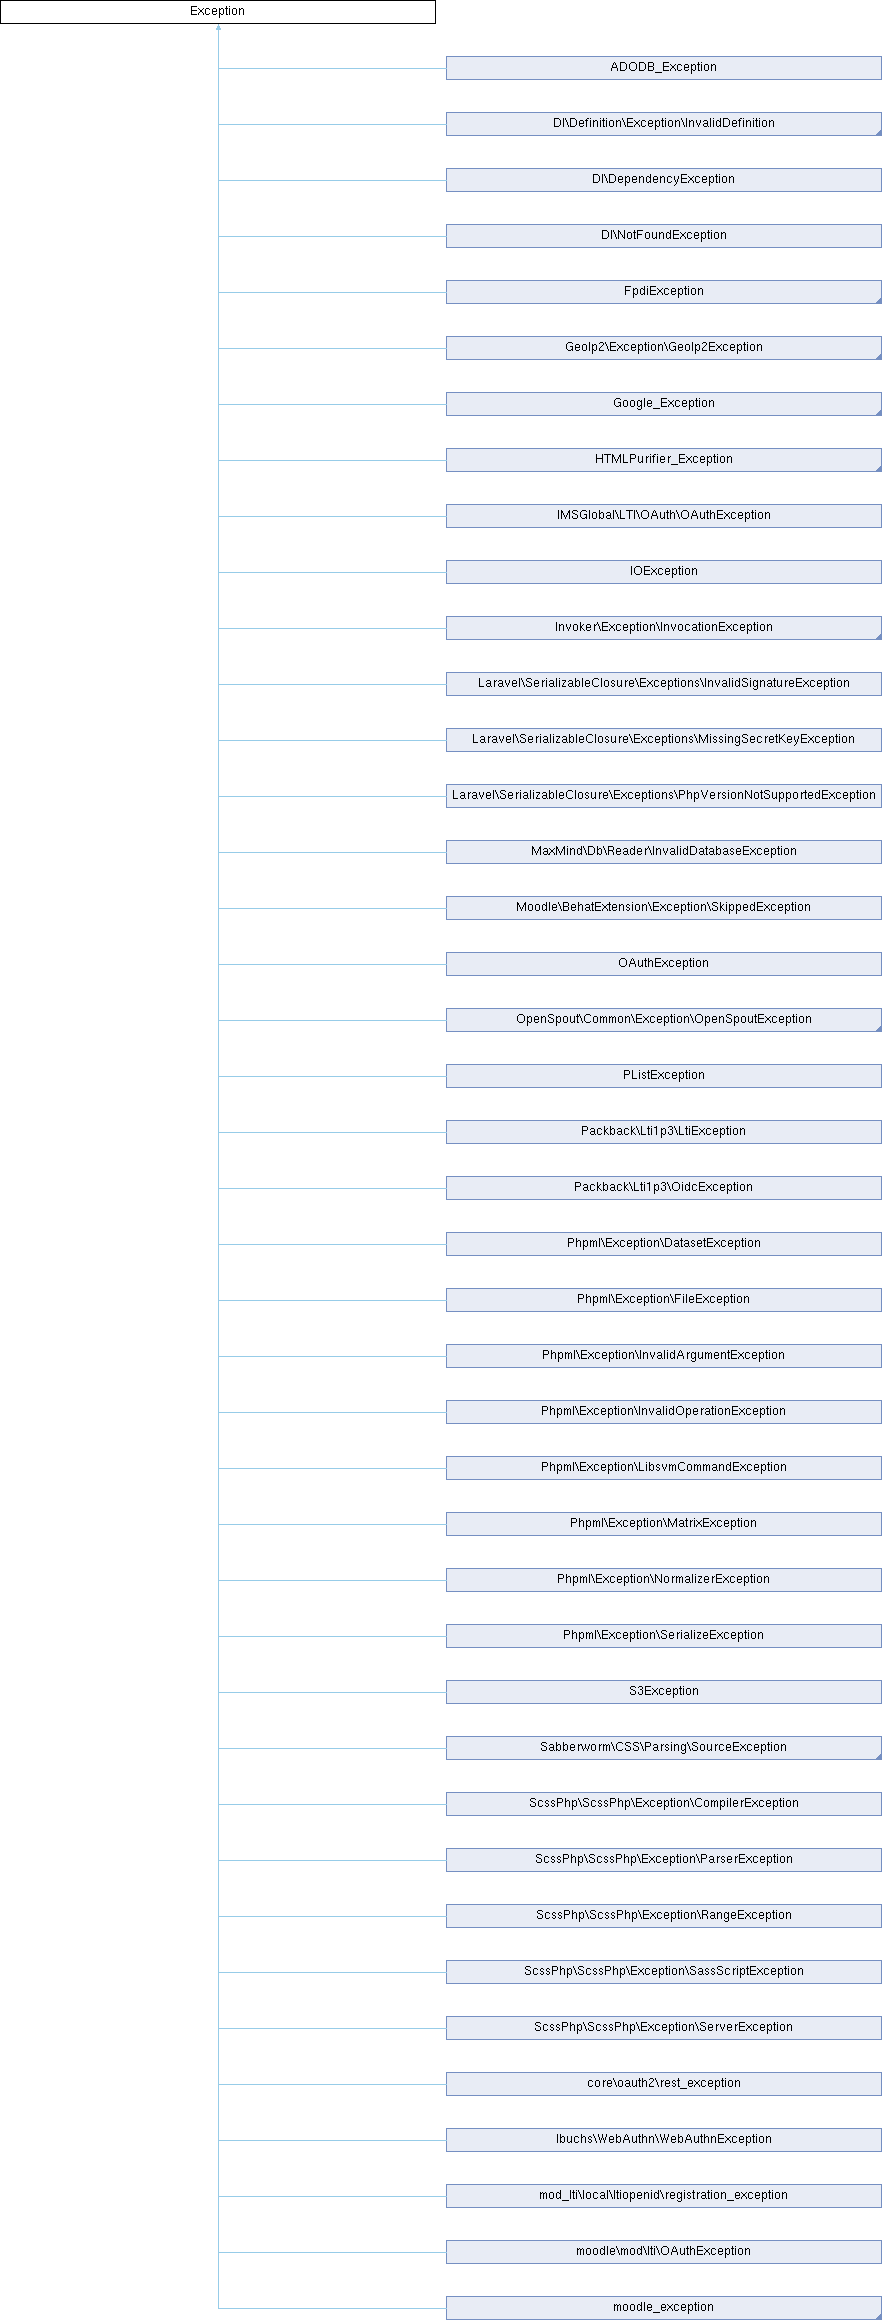 Exception
ADODB_Exception
DI\Definition\Exception\InvalidDefinition
DI\DependencyException
DI\NotFoundException
FpdiException
GeoIp2\Exception\GeoIp2Exception
Google_Exception
HTMLPurifier_Exception
IMSGlobal\LTI\OAuth\OAuthException
IOException
Invoker\Exception\InvocationException
Laravel\SerializableClosure\Exceptions\InvalidSignatureException
Laravel\SerializableClosure\Exceptions\MissingSecretKeyException
Laravel\SerializableClosure\Exceptions\PhpVersionNotSupportedException
MaxMind\Db\Reader\InvalidDatabaseException
Moodle\BehatExtension\Exception\SkippedException
OAuthException
OpenSpout\Common\Exception\OpenSpoutException
PListException
Packback\Lti1p3\LtiException
Packback\Lti1p3\OidcException
Phpml\Exception\DatasetException
Phpml\Exception\FileException
Phpml\Exception\InvalidArgumentException
Phpml\Exception\InvalidOperationException
Phpml\Exception\LibsvmCommandException
Phpml\Exception\MatrixException
Phpml\Exception\NormalizerException
Phpml\Exception\SerializeException
S3Exception
Sabberworm\CSS\Parsing\SourceException
ScssPhp\ScssPhp\Exception\CompilerException
ScssPhp\ScssPhp\Exception\ParserException
ScssPhp\ScssPhp\Exception\RangeException
ScssPhp\ScssPhp\Exception\SassScriptException
ScssPhp\ScssPhp\Exception\ServerException
core\oauth2\rest_exception
lbuchs\WebAuthn\WebAuthnException
mod_lti\local\ltiopenid\registration_exception
moodle\mod\lti\OAuthException
moodle_exception